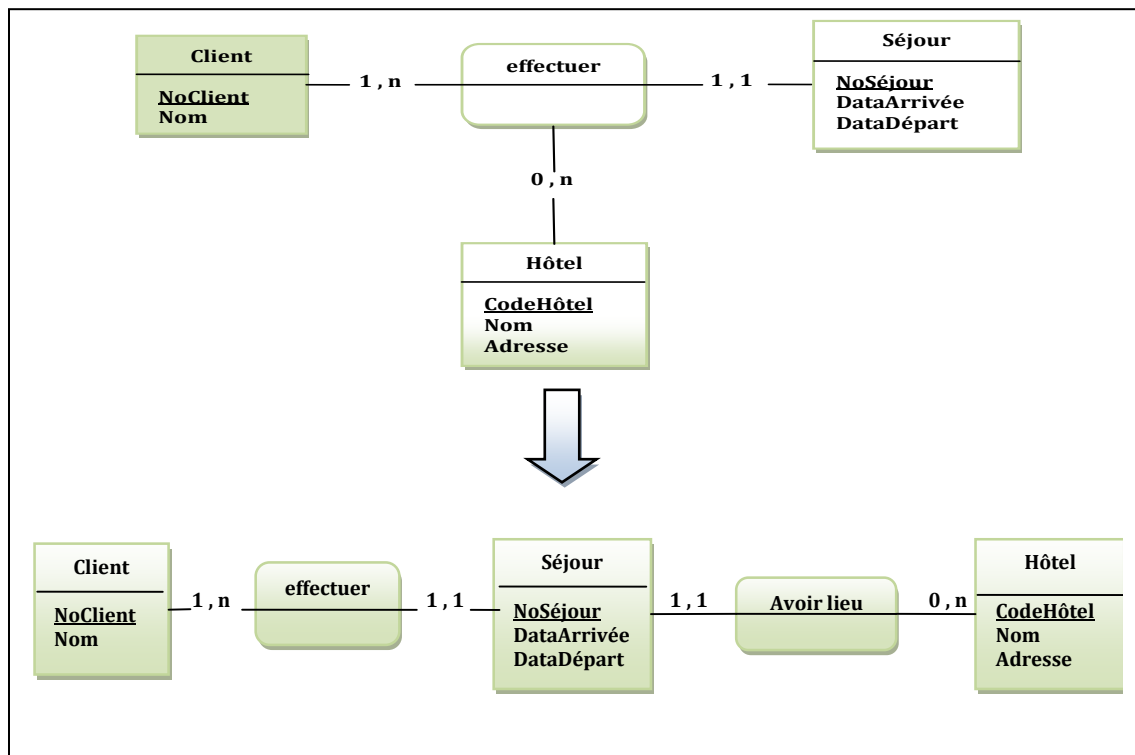 Client
NoClient
Nom
1,n
effectuer
1,1
Séjour
NoSéjour
DataArrivée
DataDépart
0,n
Hôtel
CodeHôtel
Nom
Adresse
Client
NoClient
Nom
1,n
effectuer
1,1
Séjour
NoSéjour
DataArrivée
DataDépart
1,1
Avoir lieu
0,n
Hôtel
CodeHôtel
Nom
Adresse